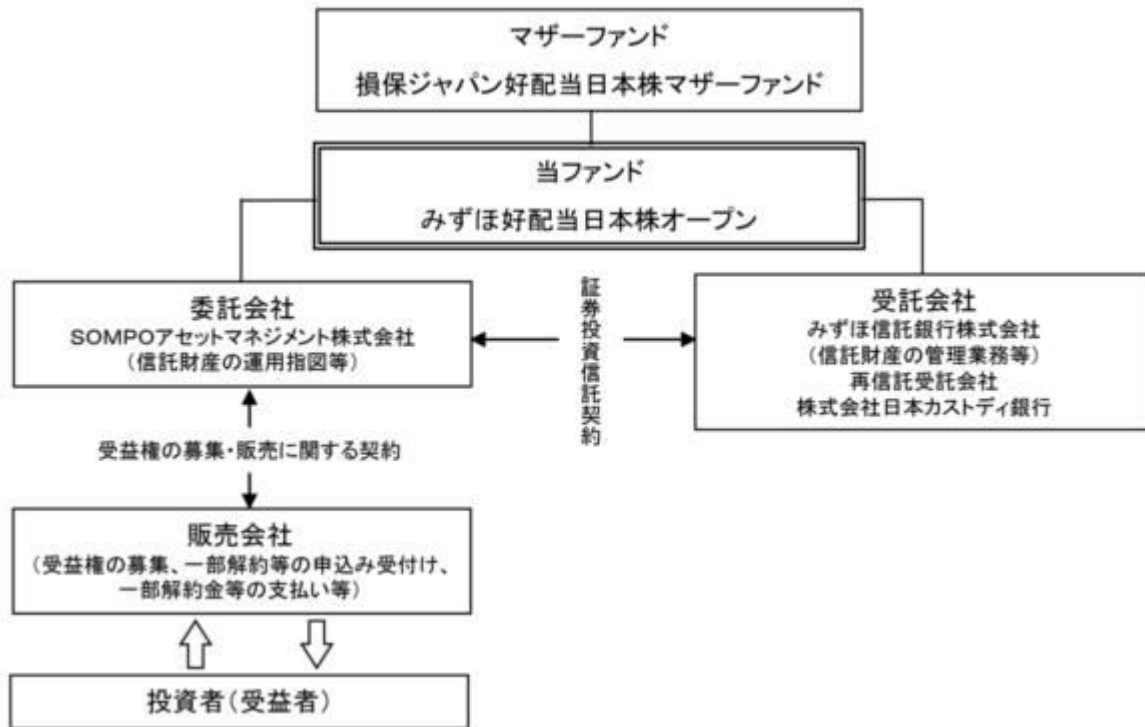 マザーファンド
損保ジャパン好配当日本株マザーファンド
当ファンド
みずほ好配当日本株オープン
委託会社
SOMPOアセットマネジメント株式会社
(信託財産の運用指図等)
証券投資信託契約
受託会社
みずほ信託銀行株式会社
(信託財産の管理業務等)
再信託受託会社
株式会社日本カストディ銀行
受益権の募集・販売に関する契約
販売会社
(受益権の募集、一部解約等の申込み受付け、
一部解約金等の支払い等)
投資者(受益者)